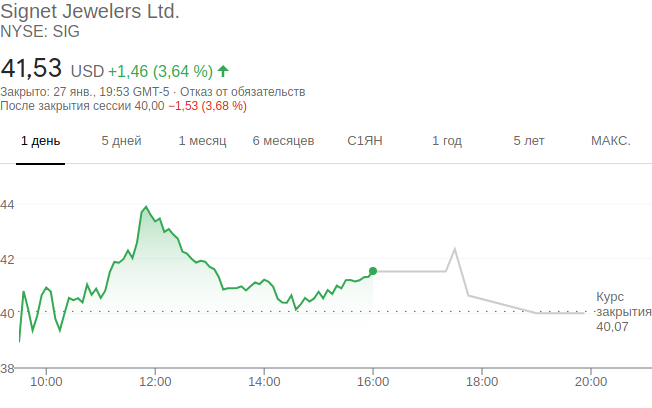 Signet Jewelers Ltd.
NYSE: SIG
41,53 USD +1,46 (3,64 %)
Закрыто: 27 янв., 19:53 GMT-5 · Отказ от обязательств
После закрытия сессии 40,00 −1,53 (3,68 %)
1 день 5 дней 1 месяц 6 месяцев С1ЯН 1 год 5 лет МАКС.
44
42
40
38
Курс
закрытия
40,07
10:00 12:00 14:00 16:00 18:00 20:00